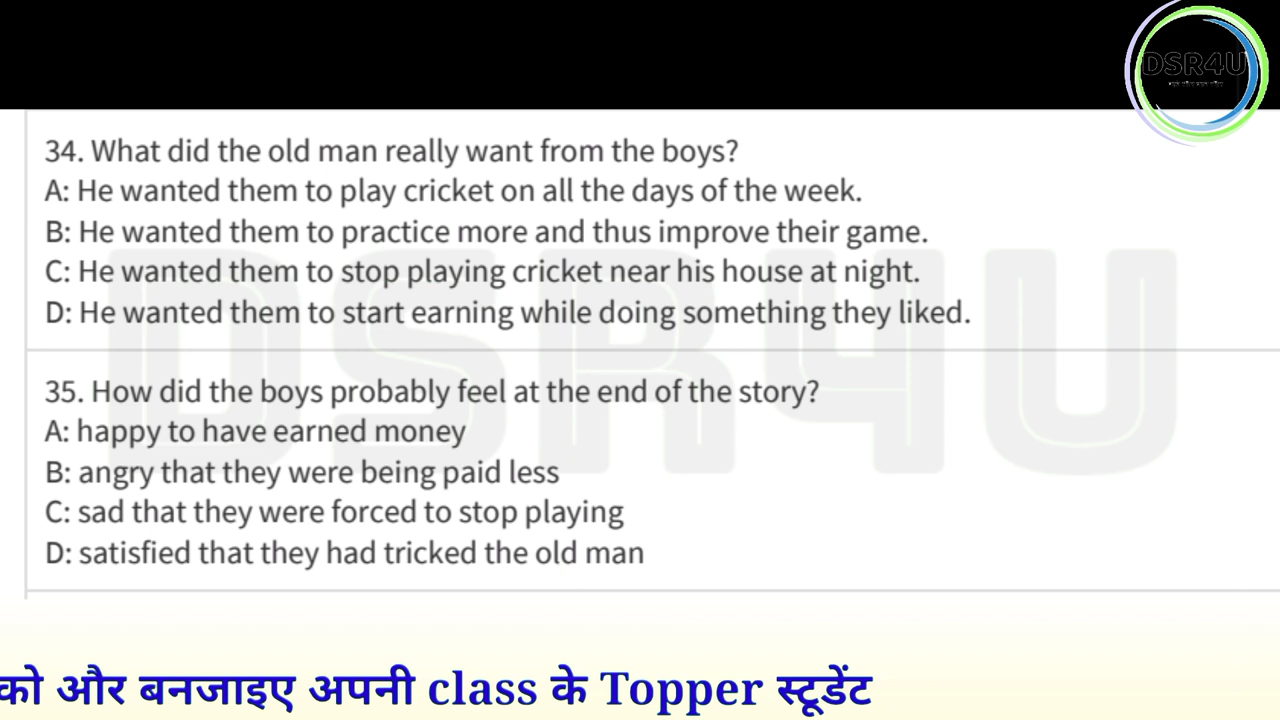 DSR4U
34. What did the old man really want from the boys?
A: He wanted them to play cricket on all the days of the week.
B: He wanted them to practice more and thus improve their game.
C: He wanted them to stop playing cricket near his house at night.
D: He wanted them to start earning while doing something they liked.
35. How did the boys probably feel at the end of the story?
A: happy to have earned money
B: angry that they were being paid less
C: sad that they were forced to stop playing
D: satisfied that they had tricked the old man
DSR4U
को और बनजाइए अपनी class के Topper स्टूडेंट